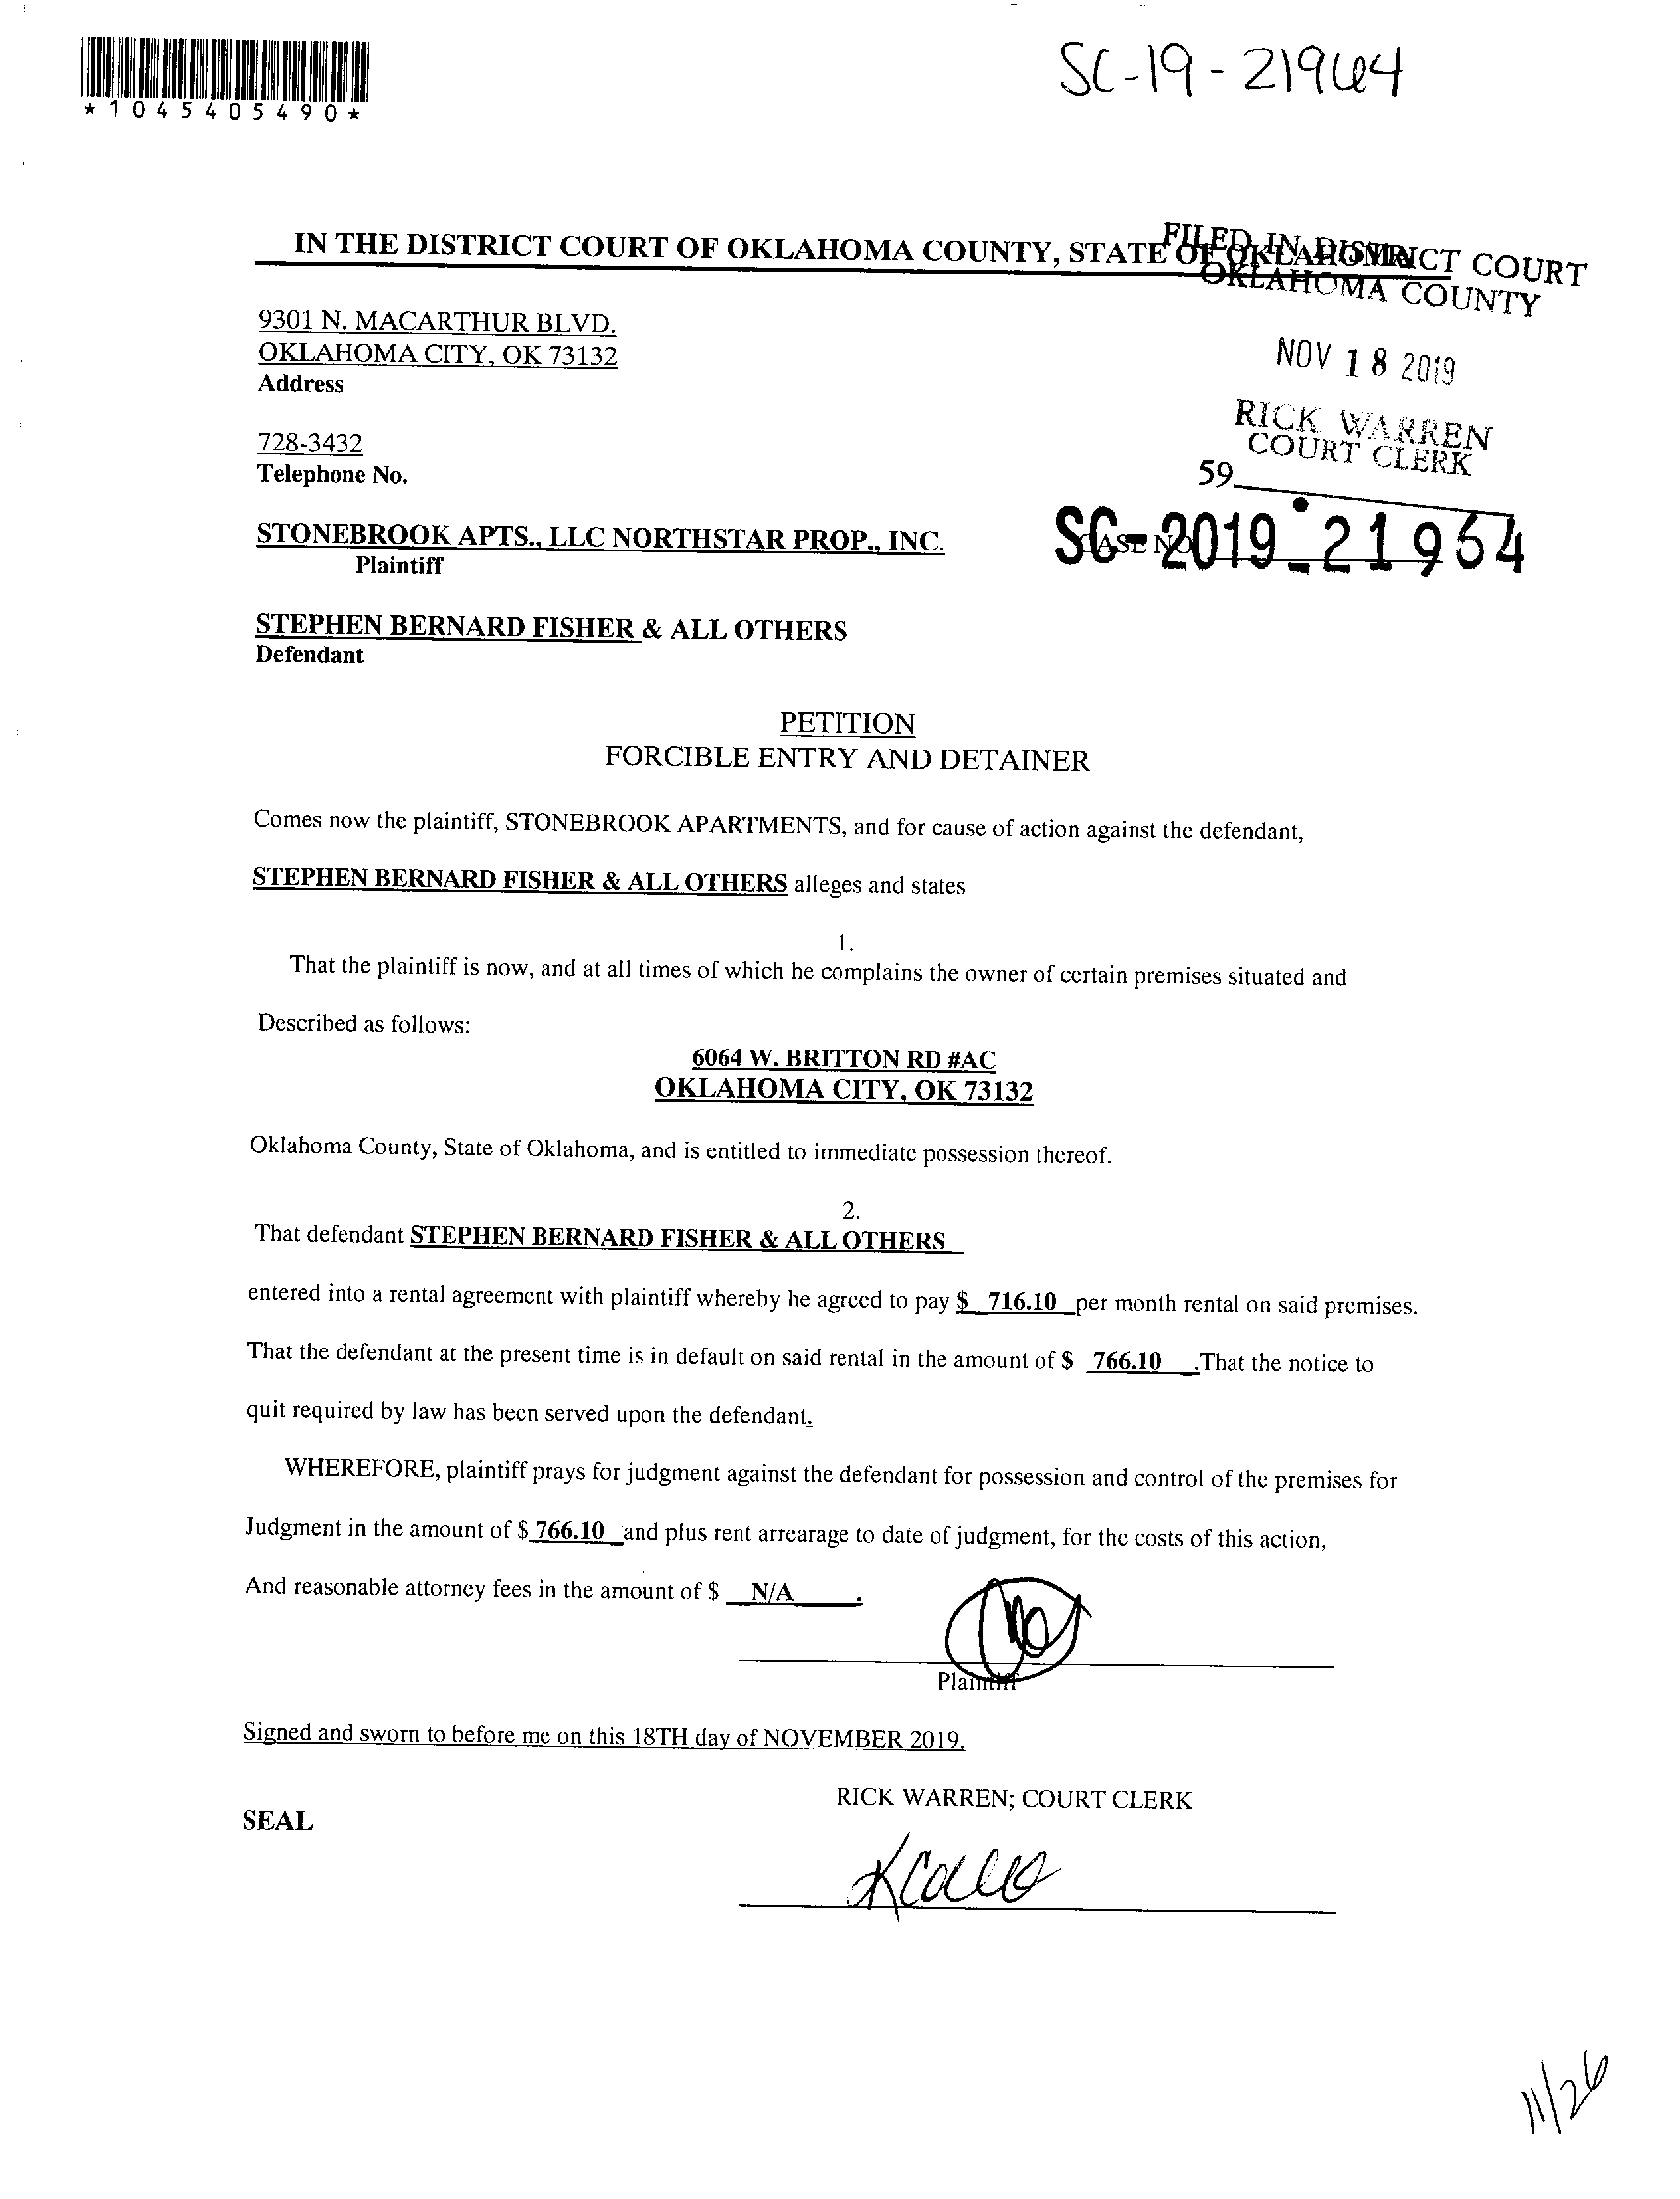 *1045405490*
SC-19-21964
IN THE DISTRICT COURT OF OKLAHOMA COUNTY, STATE OF OKLAHOMA
FILED IN DISTRICT COURT
OKLAHOMA COUNTY
9301 N. MACARTHUR BLVD.
OKLAHOMA CITY, OK 73132
Address
NOV 18 2019
RICK WARREN
COURT CLERK
728-3432
Telephone No.
59
STONEBROOK APTS., LLC NORTHSTAR PROP., INC.
Plaintiff
CASE NO.
SC-2019-21964
STEPHEN BERNARD FISHER & ALL OTHERS
Defendant
PETITION
FORCIBLE ENTRY AND DETAINER
Comes now the plaintiff, STONEBROOK APARTMENTS, and for cause of action against the defendant,
STEPHEN BERNARD FISHER & ALL OTHERS alleges and states
1.
That the plaintiff is now, and at all times of which he complains the owner of certain premises situated and
Described as follows:
6064 W. BRITTON RD #AC
OKLAHOMA CITY, OK 73132
Oklahoma County, State of Oklahoma, and is entitled to immediate possession thereof.
2.
That defendant STEPHEN BERNARD FISHER & ALL OTHERS
entered into a rental agreement with plaintiff whereby he agreed to pay $ 716.10 per month rental on said premises.
That the defendant at the present time is in default on said rental in the amount of $ 766.10 .That the notice to
quit required by law has been served upon the defendant.
WHEREFORE, plaintiff prays for judgment against the defendant for possession and control of the premises for
Judgment in the amount of $ 766.10 and plus rent arrearage to date of judgment, for the costs of this action,
And reasonable attorney fees in the amount of $ N/A .
Plaintiff
Signed and sworn to before me on this 18TH day of NOVEMBER 2019.
RICK WARREN; COURT CLERK
SEAL
11/26